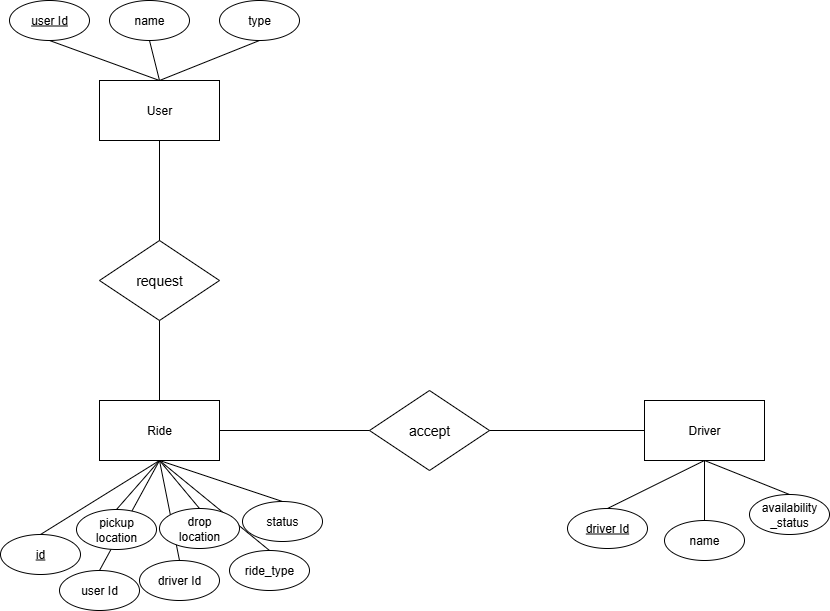 user Id
name
type
User
request
Ride
accept
Driver
pickup
location
drop
location
status
id
user Id
driver Id
ride_type
driver Id
name
availability
_status